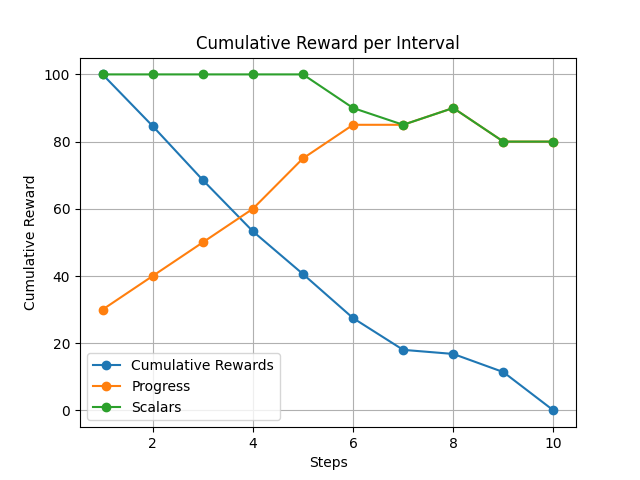 Cumulative Reward per Interval
Cumulative Reward
100
80
60
40
20
0
Cumulative Rewards
Progress
Scalars
2
4
6
8
10
Steps